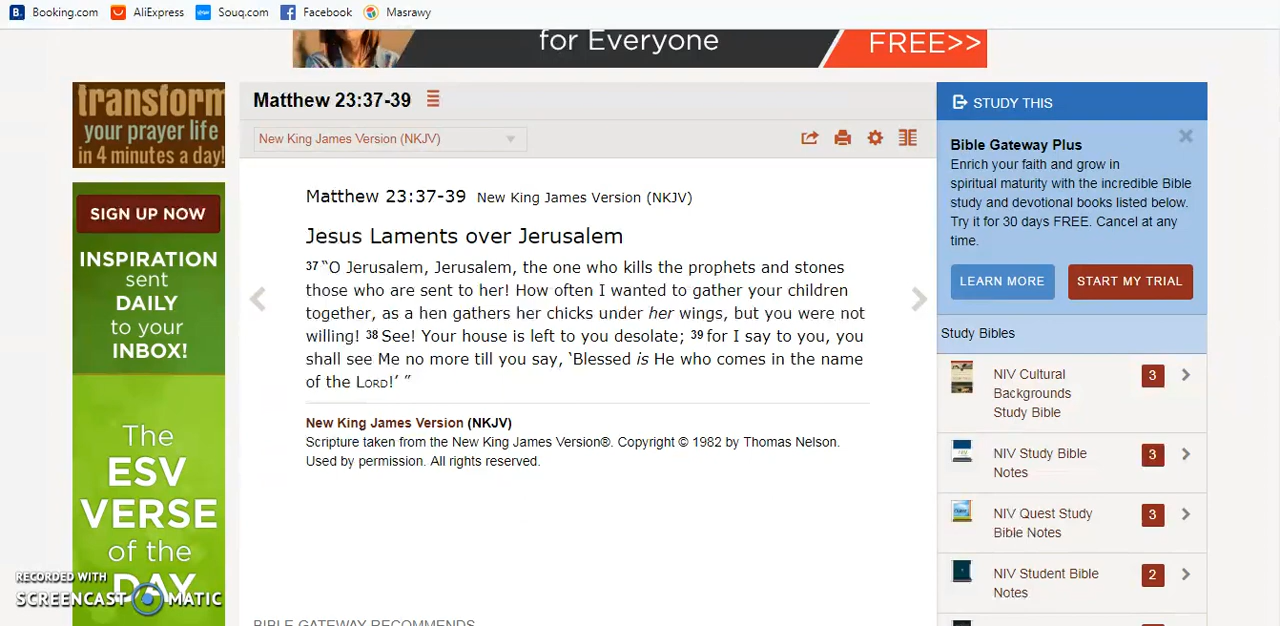 Booking.com AliExpress Souq.com Facebook Masrawy
for Everyone
FREE>>
transform
your prayer life
in 4 minutes a day!
SIGN UP NOW
INSPIRATION
sent
DAILY
to your
INBOX!
The
ESV
VERSE
of the
DAY
RECORDED WITH
SCREENCAST MATIC
Matthew 23:37-39
New King James Version (NKJV)
Matthew 23:37-39 New King James Version (NKJV)
Jesus Laments over Jerusalem
37 “O Jerusalem, Jerusalem, the one who kills the prophets and stones
those who are sent to her! How often I wanted to gather your children
together, as a hen gathers her chicks under her wings, but you were not
willing! 38 See! Your house is left to you desolate; 39 for I say to you, you
shall see Me no more till you say, ‘Blessed is He who comes in the name
of the LORD!’ ”
New King James Version (NKJV)
Scripture taken from the New King James Version®. Copyright © 1982 by Thomas Nelson.
Used by permission. All rights reserved.
BIBLE GATEWAY RECOMMENDS
STUDY THIS
Bible Gateway Plus
Enrich your faith and grow in
spiritual maturity with the incredible Bible
study and devotional books listed below.
Try it for 30 days FREE. Cancel at any
time.
LEARN MORE START MY TRIAL
Study Bibles
NIV Cultural
Backgrounds
Study Bible
3
NIV Study Bible
Notes
3
NIV Quest Study
Bible Notes
3
NIV Student Bible
Notes
2